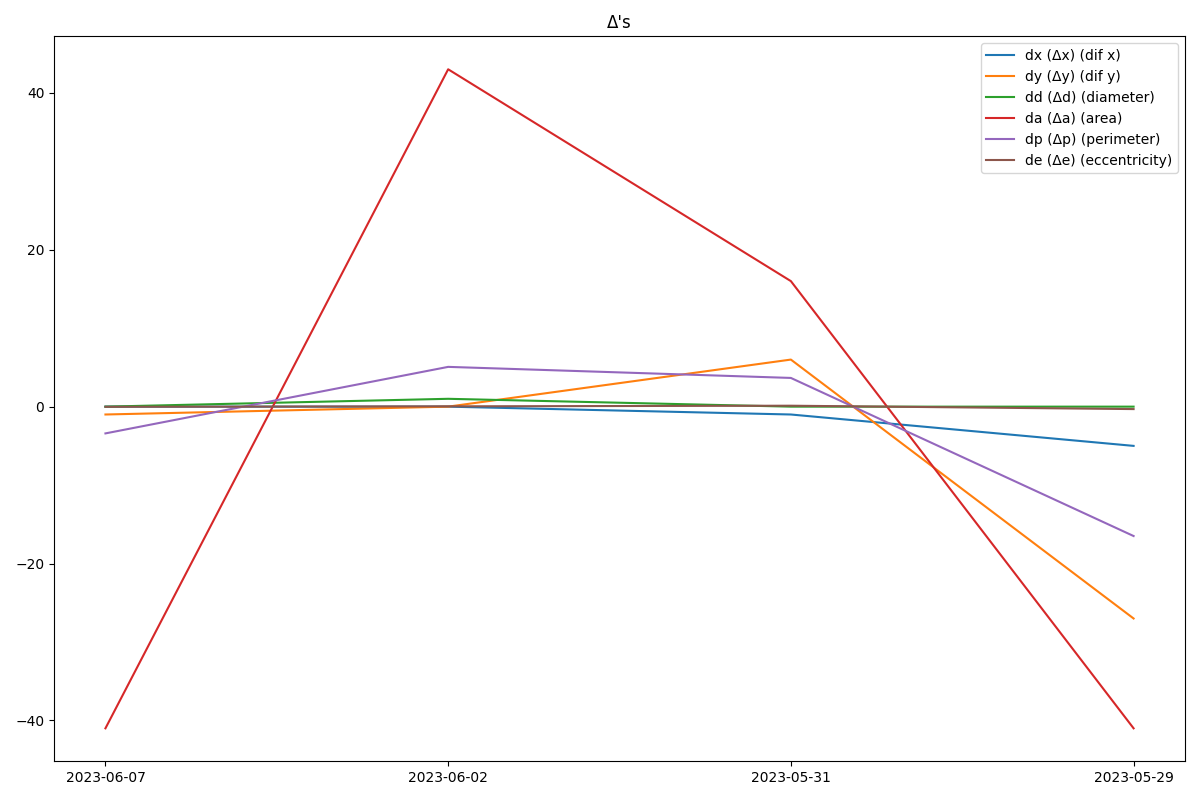 Δ's
dx (Δx) (dif x)
dy (Δy) (dif y)
dd (Δd) (diameter)
da (Δa) (area)
dp (Δp) (perimeter)
de (Δe) (eccentricity)
40
20
0
−20
−40
2023-06-07 2023-06-02 2023-05-31 2023-05-29